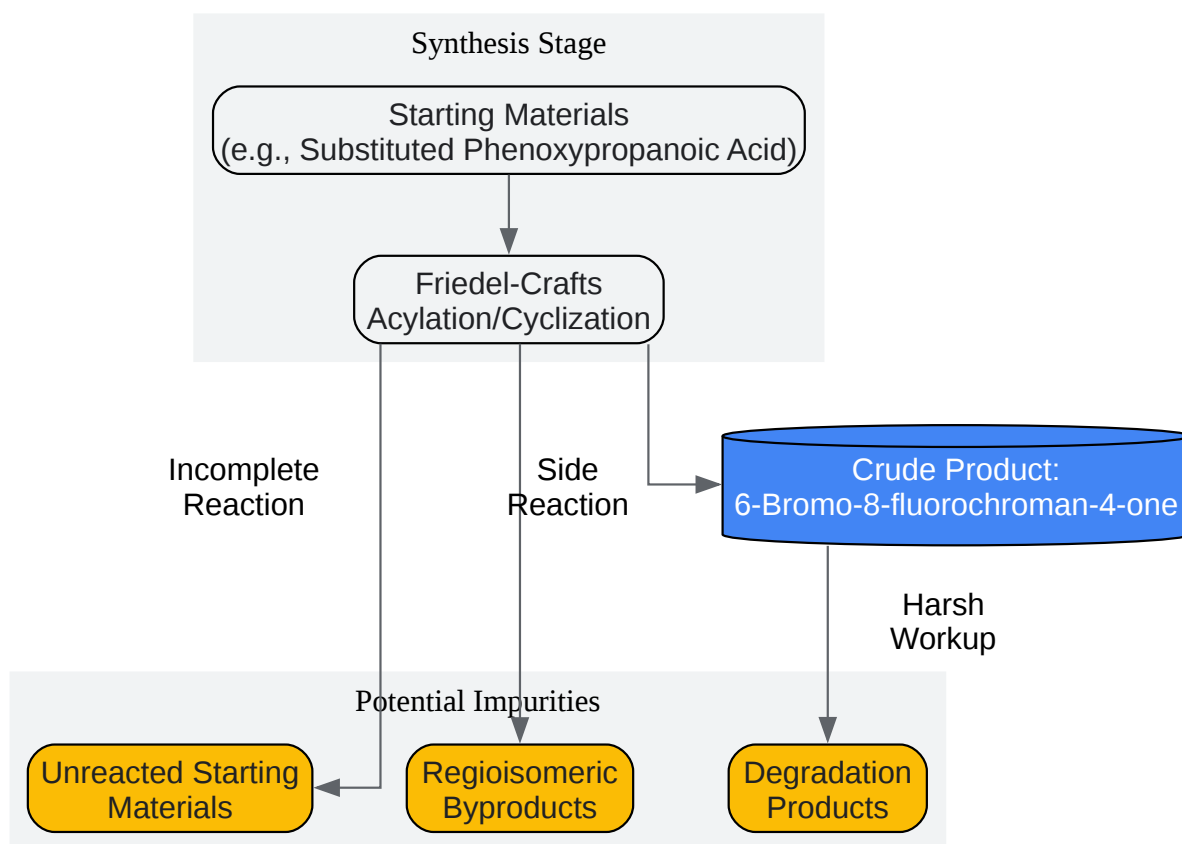 Synthesis Stage
Starting Materials
(e.g., Substituted Phenoxypropanoic Acid)
Friedel-Crafts
Acylation/Cyclization
Incomplete
Reaction
Side
Reaction
Crude Product:
6-Bromo-8-fluorochroman-4-one
Harsh
Workup
Potential Impurities
Unreacted Starting
Materials
Regioisomeric
Byproducts
Degradation
Products